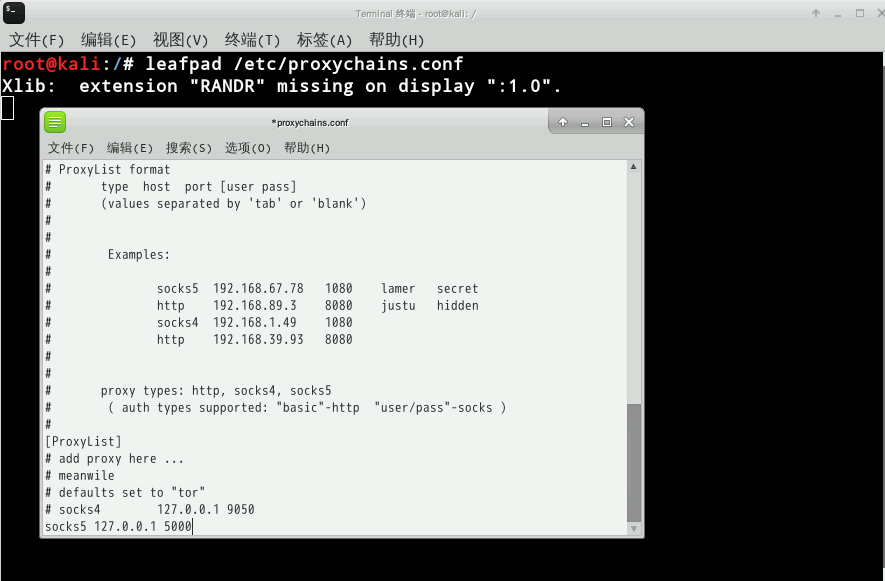 Terminal 终端 - root@kali: /
文件(F) 编辑(E) 视图(V) 终端(T) 标签(A) 帮助(H)
root@kali:/# leafpad /etc/proxychains.conf
Xlib:  extension "RANDR" missing on display ":1.0".
*proxychains.conf
文件(F) 编辑(E) 搜索(S) 选项(O) 帮助(H)
# ProxyList format
#       type  host  port [user pass]
#       (values separated by 'tab' or 'blank')
#
#
#        Examples:
#
#               socks5  192.168.67.78   1080    lamer   secret
#               http    192.168.89.3    8080    justu   hidden
#               socks4  192.168.1.49    1080
#               http    192.168.39.93   8080
#
#
#       proxy types: http, socks4, socks5
#        ( auth types supported: "basic"-http  "user/pass"-socks )
#
[ProxyList]
# add proxy here ...
# meanwile
# defaults set to "tor"
# socks4        127.0.0.1 9050
socks5 127.0.0.1 5000